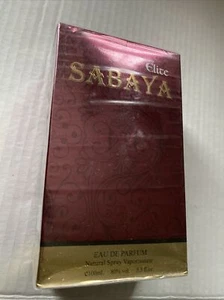 Elite
SABAYA
EAU DE PARFUM
Natural Spray Vaporisateur